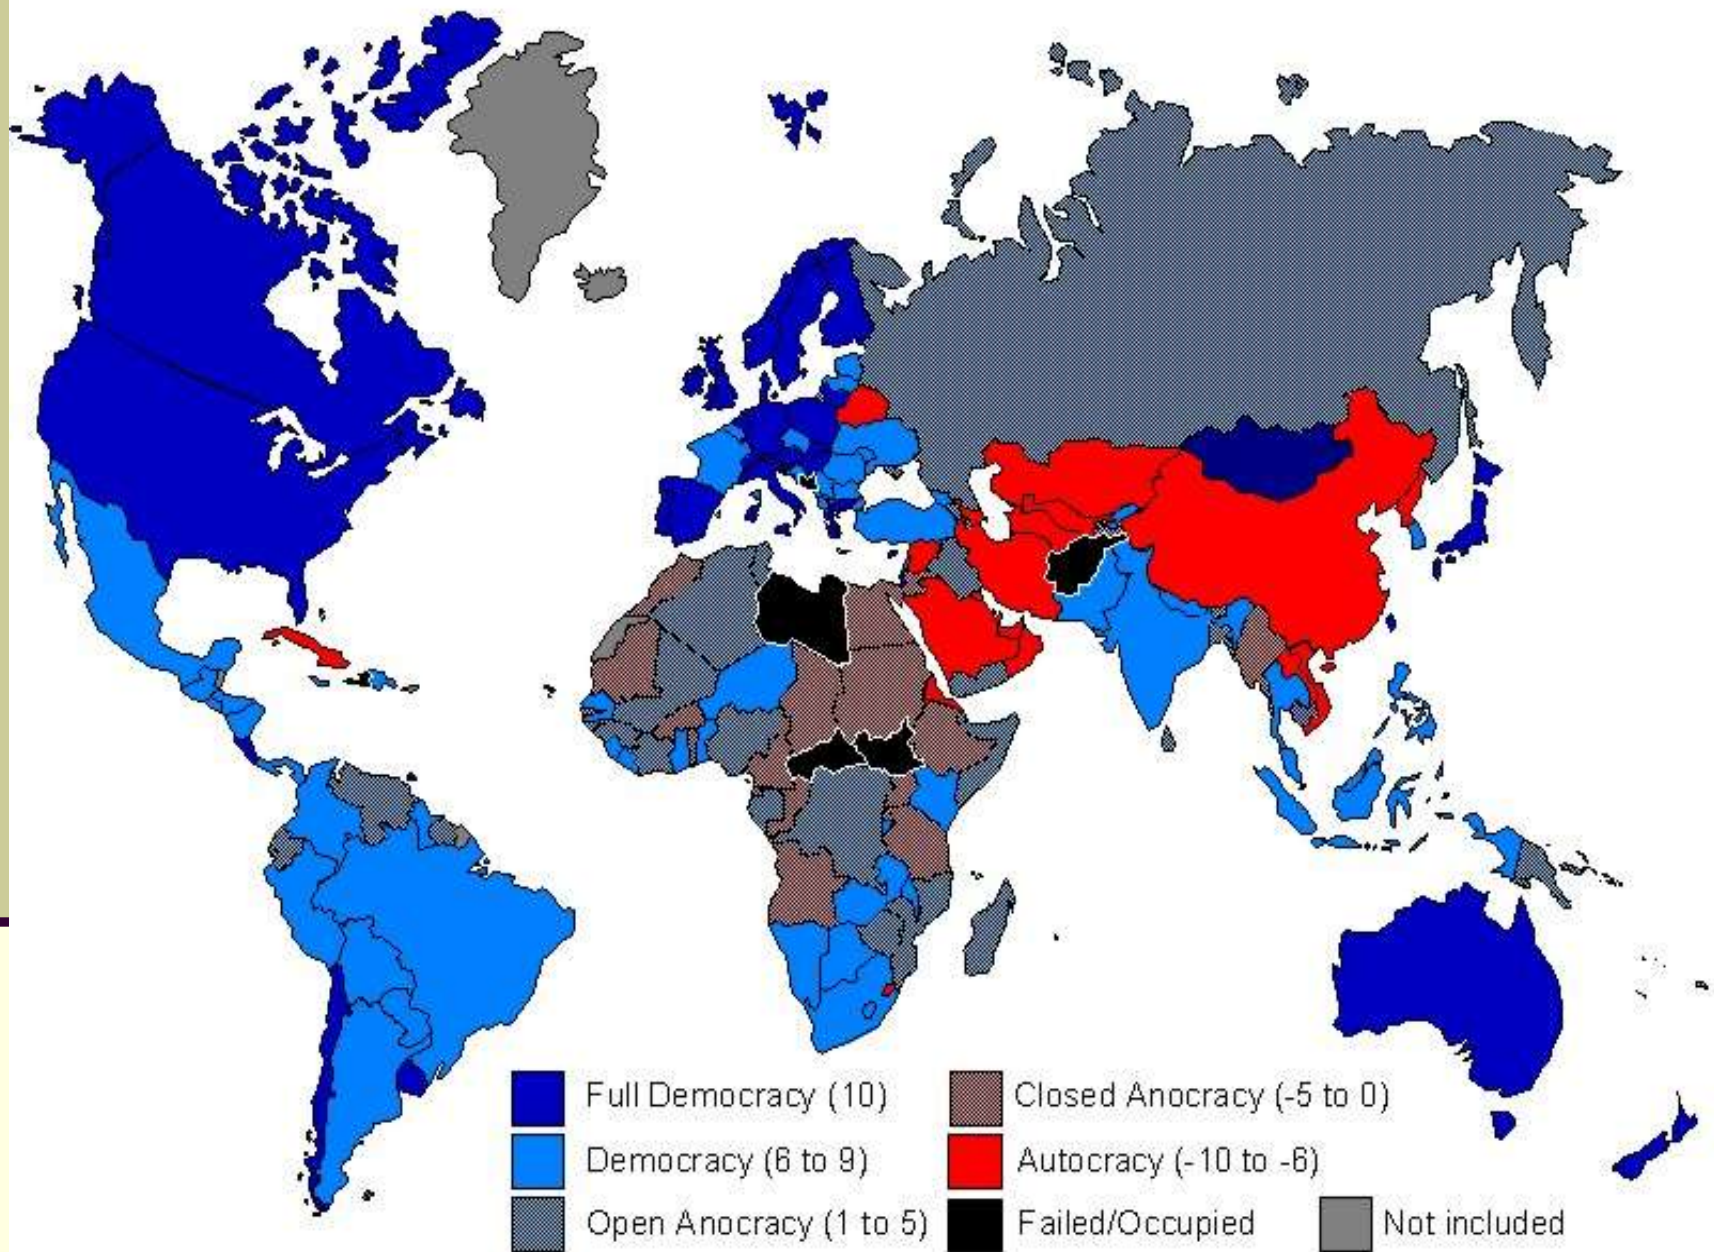 Full Democracy (10)
Democracy (6 to 9)
Open Anocracy (1 to 5)
Closed Anocracy (-5 to 0)
Autocracy (-10 to -6)
Failed/Occupied
Not included